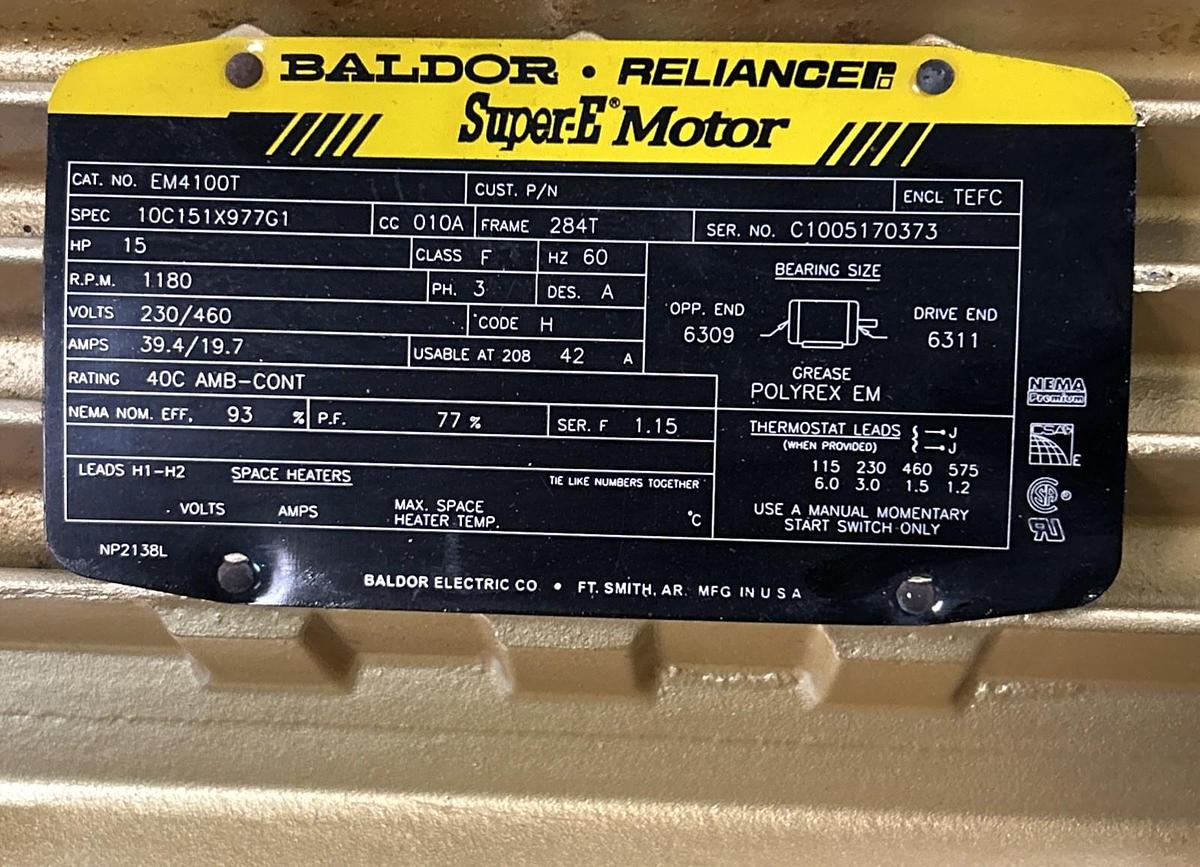 BALDOR • RELIANCE
Super-E® Motor
CAT. NO. EM4100T CUST. P/N ENCL TEFC
SPEC 10C151X977G1 CC 010A FRAME 284T SER. NO. C1005170373
HP 15 CLASS F HZ 60
R.P.M. 1180 PH. 3 DES. A
VOLTS 230/460 CODE H
AMPS 39.4/19.7 USABLE AT 208 42 A
RATING 40C AMB-CONT
NEMA NOM. EFF. 93 % P.F. 77 % SER. F 1.15
BEARING SIZE
OPP. END DRIVE END
6309 6311
GREASE
POLYREX EM
THERMOSTAT LEADS J
(WHEN PROVIDED) J
115 230 460 575
6.0 3.0 1.5 1.2
USE A MANUAL MOMENTARY
START SWITCH ONLY
LEADS H1-H2 SPACE HEATERS TIE LIKE NUMBERS TOGETHER
VOLTS AMPS MAX. SPACE
HEATER TEMP. °C
NEMA
Premium
CSA
E
SA ®
NP2138L
BALDOR ELECTRIC CO • FT. SMITH, AR. MFG IN U S A